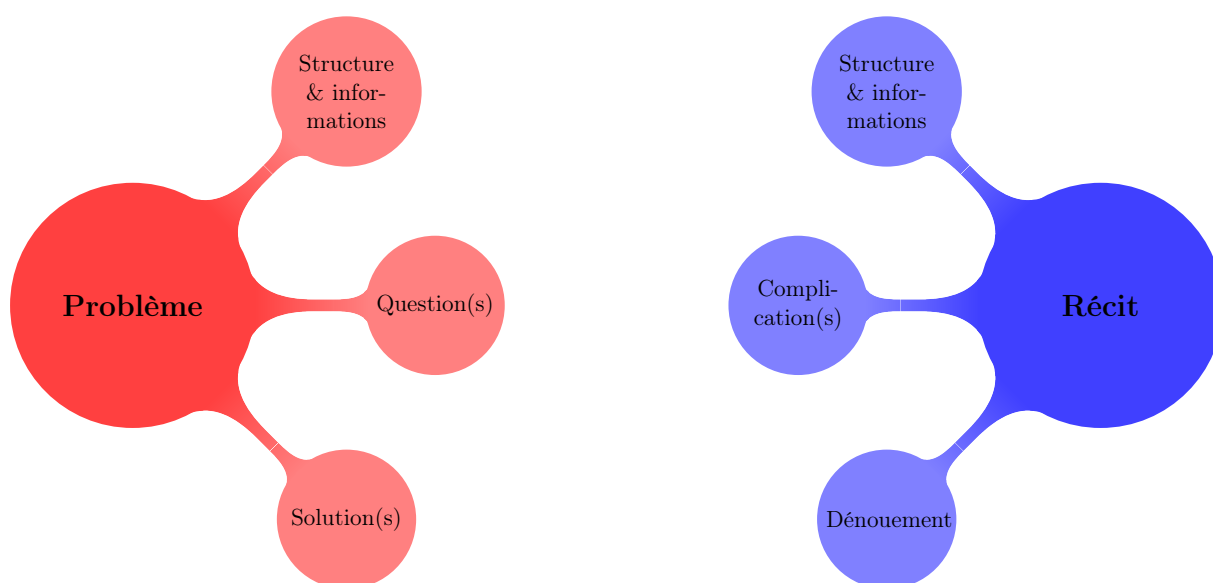 Structure
& infor-
mations
Problème
Question(s)
Solution(s)
Structure
& infor-
mations
Compli-
cation(s)
Récit
Dénouement